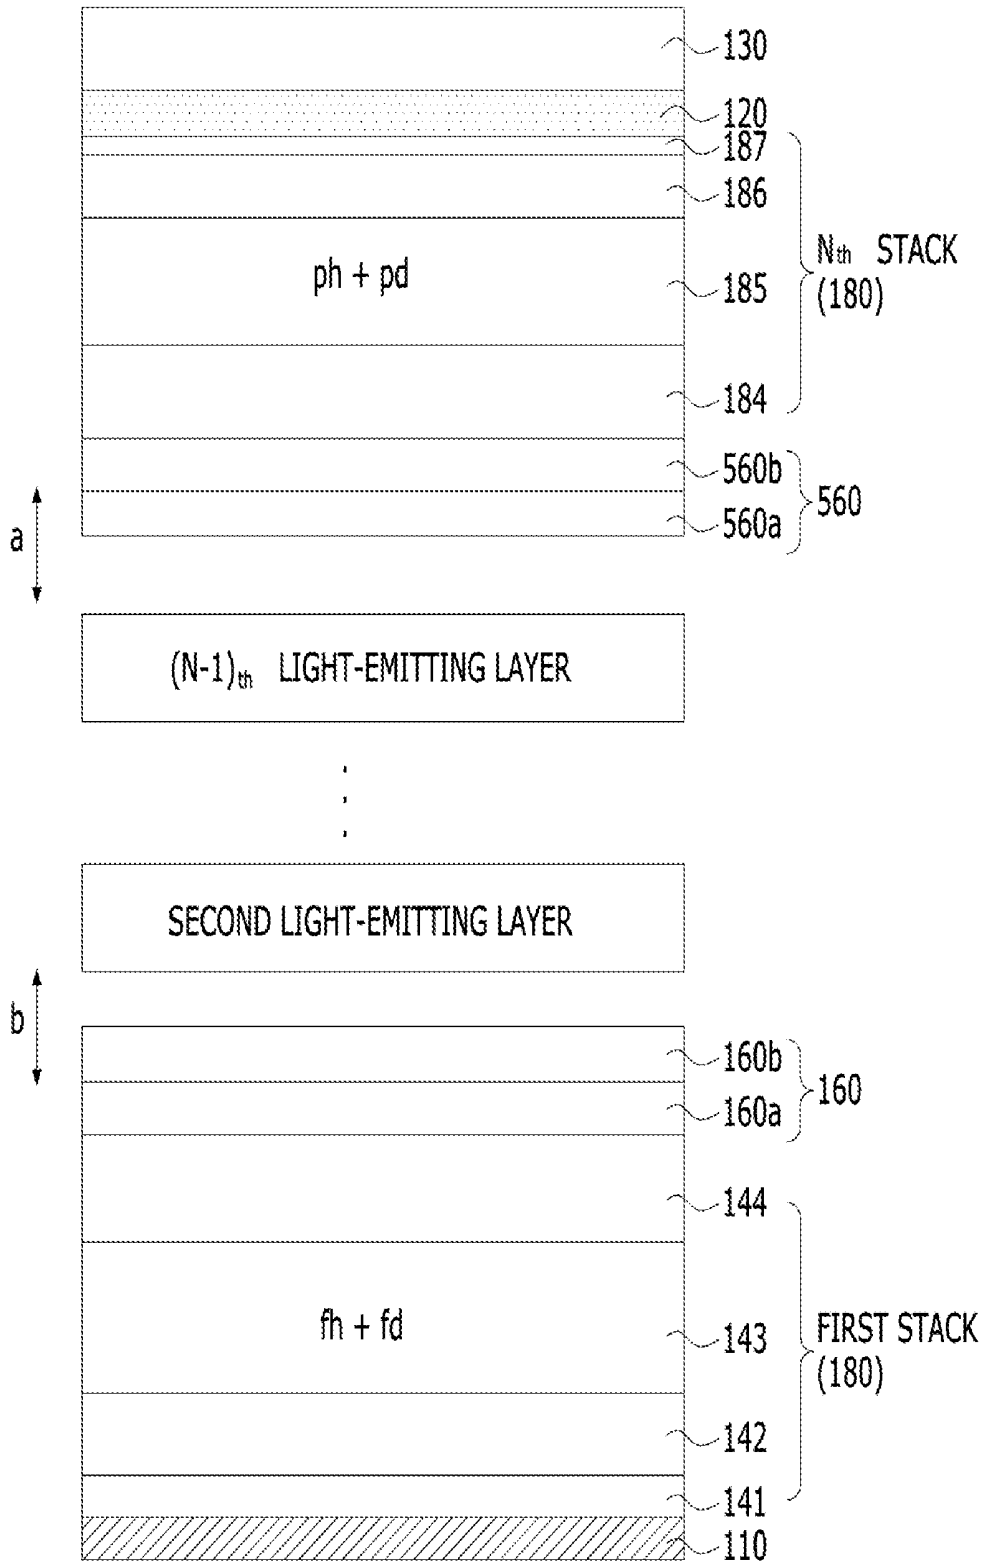 130
120
187
186
ph + pd
185
Nth STACK
(180)
184
560b
560a
560
a
(N-1)th LIGHT-EMITTING LAYER
SECOND LIGHT-EMITTING LAYER
b
160b
160a
160
144
fh + fd
143
FIRST STACK
(180)
142
141
110